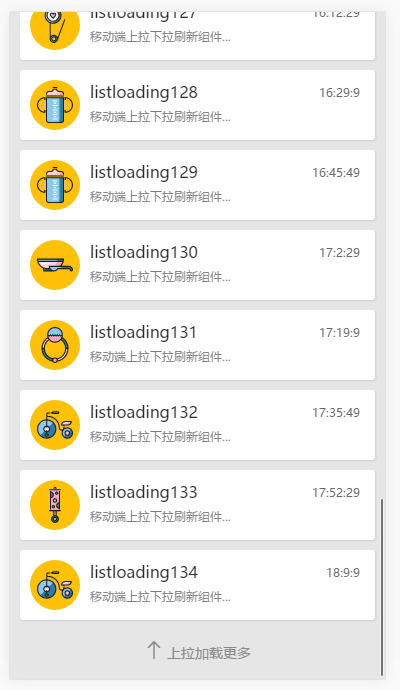 listloading127
16:12:29
移动端上拉下拉刷新组件...
listloading128
16:29:9
移动端上拉下拉刷新组件...
listloading129
16:45:49
移动端上拉下拉刷新组件...
listloading130
17:2:29
移动端上拉下拉刷新组件...
listloading131
17:19:9
移动端上拉下拉刷新组件...
listloading132
17:35:49
移动端上拉下拉刷新组件...
listloading133
17:52:29
移动端上拉下拉刷新组件...
listloading134
18:9:9
移动端上拉下拉刷新组件...
上拉加载更多